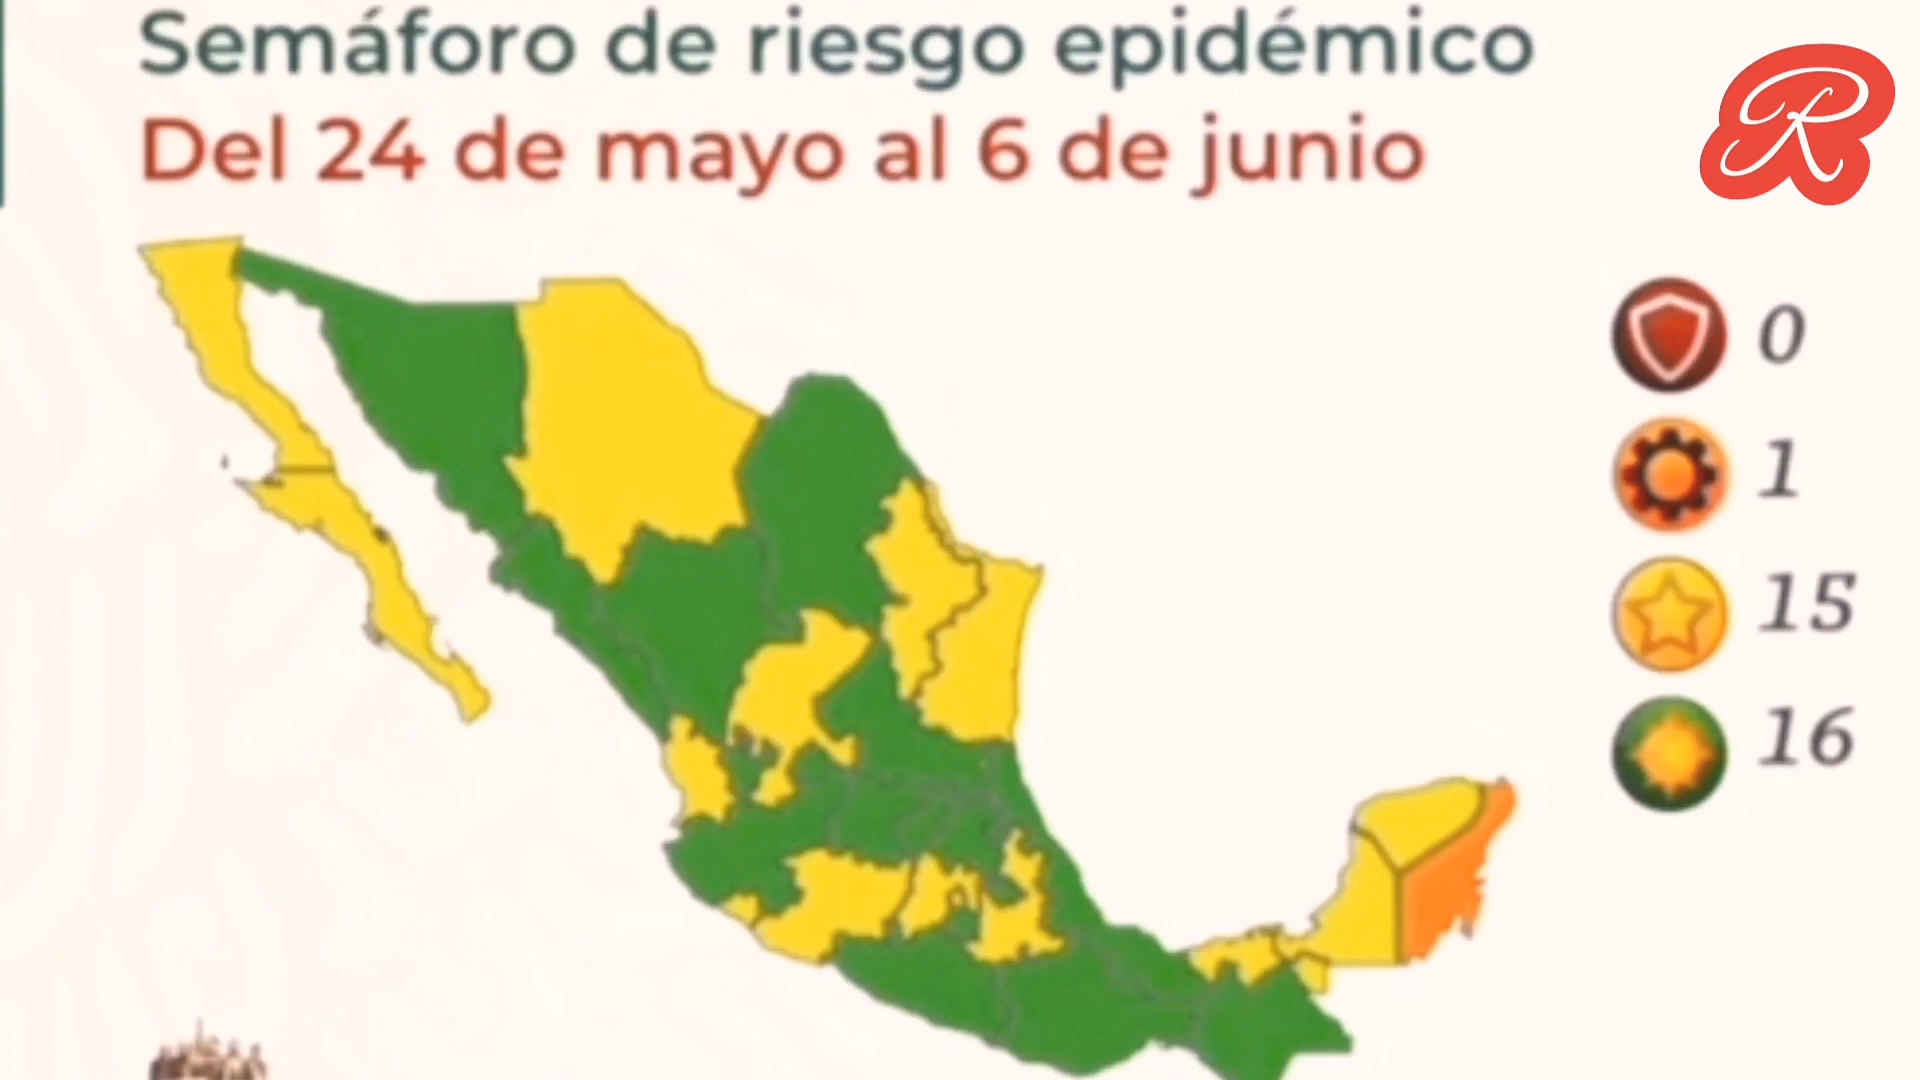 Semáforo de riesgo epidémico
Del 24 de mayo al 6 de junio
R
0
1
15
16